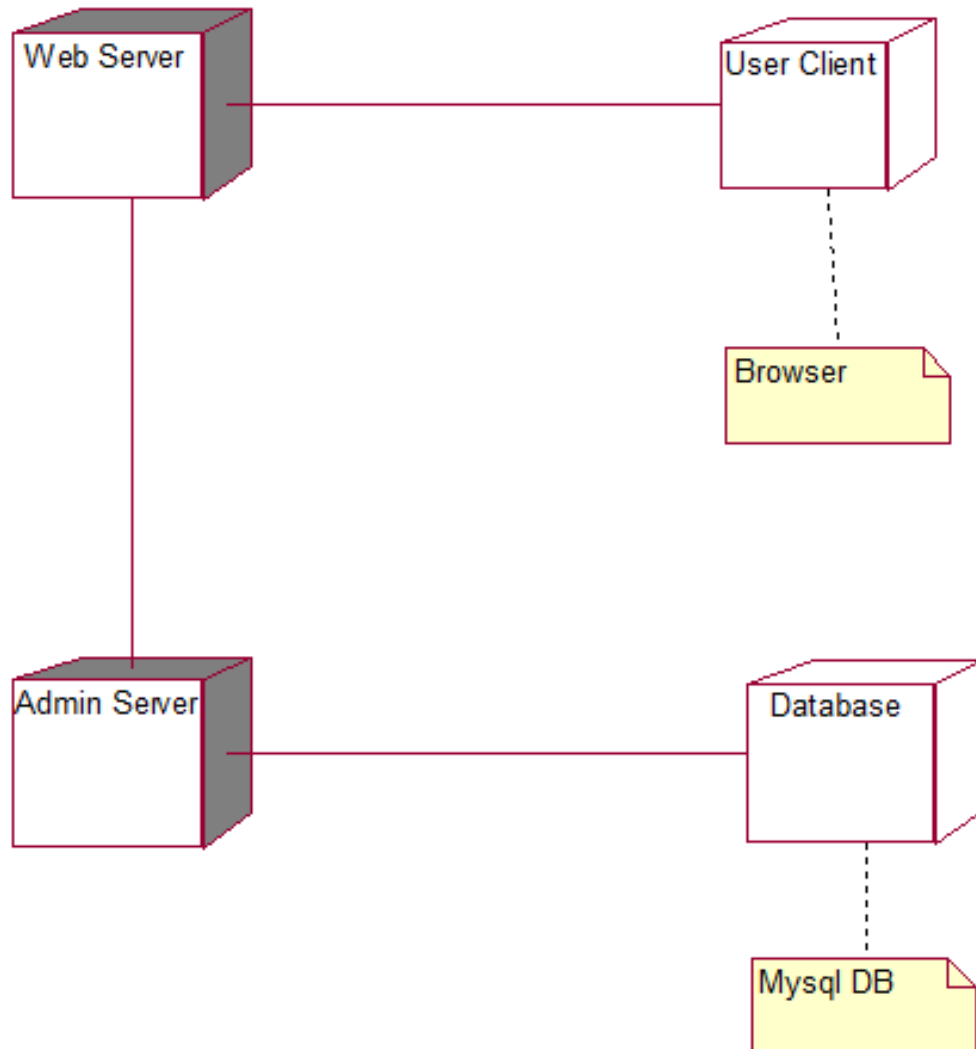 Web Server
User Client
Browser
Admin Server
Database
Mysql DB